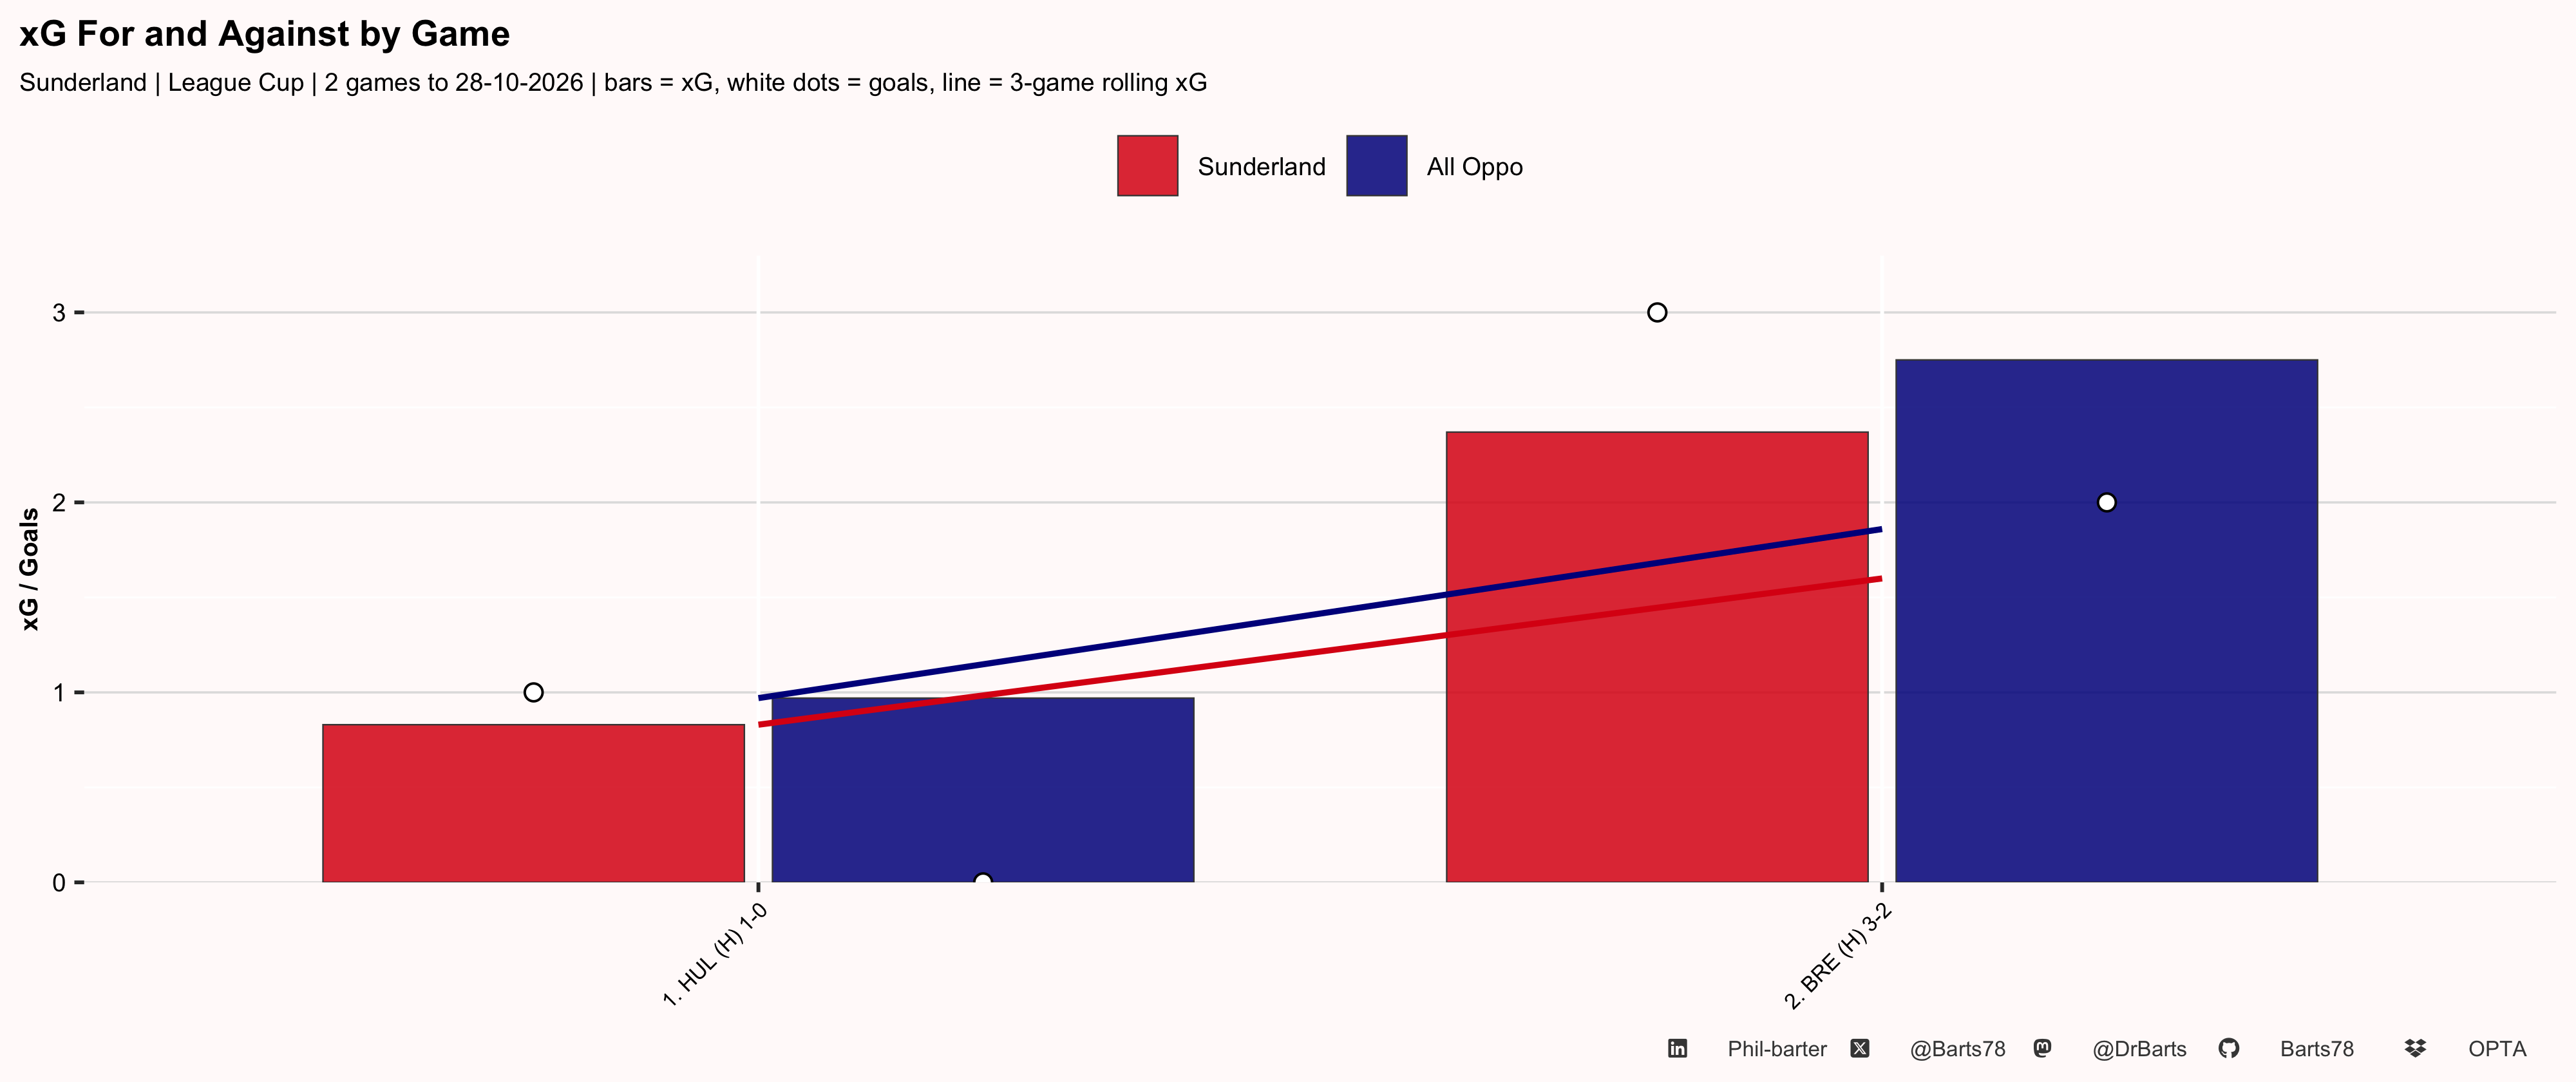 xG For and Against by Game
Sunderland | League Cup | 2 games to 28-10-2026 | bars = xG, white dots = goals, line = 3-game rolling xG
Sunderland All Oppo
xG / Goals
3
2
1
0
1. HUL (H) 1-0
2. BRE (H) 3-2
Phil-barter @Barts78 @DrBarts Barts78 OPTA